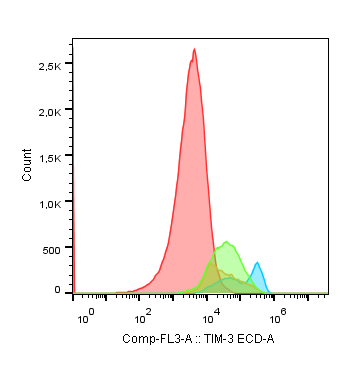 2,5K
2,0K
1,5K
1,0K
500
0
Count
10^0 10^2 10^4 10^6
Comp-FL3-A :: TIM-3 ECD-A